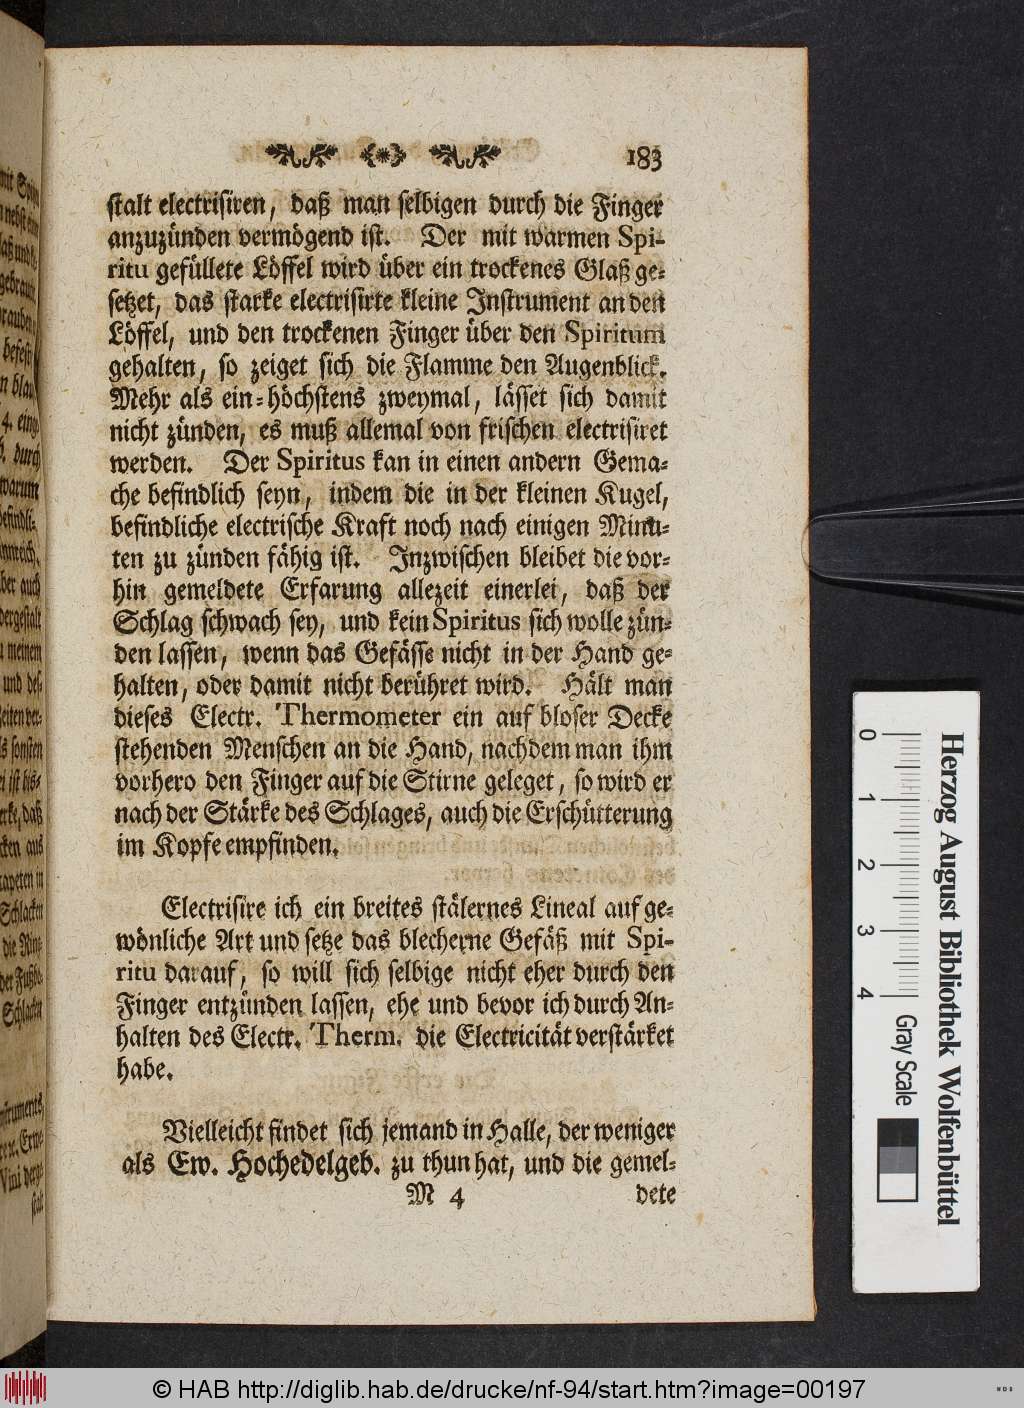 183
stalt electrisiren, daß man selbigen durch die Finger
anzuzünden vermögend ist. Der mit warmen Spi-
ritu gefüllete Löffel wird über ein trockenes Glaß ge-
setzet, das starke electrisirte kleine Instrument an den
Löffel, und den trockenen Finger über den Spiritum
gehalten, so zeiget sich die Flamme den Augenblick.
Mehr als ein-höchstens zweymal, lässet sich damit
nicht zünden, es muß allemal von frischen electrisiret
werden. Der Spiritus kan in einen andern Gema-
che befindlich seyn, indem die in der kleinen Kugel,
befindliche electrische Kraft noch nach einigen Minu-
ten zu zünden fähig ist. Inzwischen bleibet die vor-
hin gemeldete Erfarung allezeit einerlei, daß der
Schlag schwach sey, und kein Spiritus sich wolle zün-
den lassen, wenn das Gefässe nicht in der Hand ge-
halten, oder damit nicht berühret wird. Hält man
dieses Electr. Thermometer ein auf bloser Decke
stehenden Menschen an die Hand, nachdem man ihm
vorhero den Finger auf die Stirne geleget, so wird er
nach der Stärke des Schlages, auch die Erschütterung
im Kopfe empfinden.
Electrisire ich ein breites stälernes Lineal auf ge-
wönliche Art und setze das blecherne Gefäß mit Spi-
ritu darauf, so will sich selbige nicht eher durch den
Finger entzünden lassen, ehe und bevor ich durch An-
halten des Electr. Therm. die Electricität verstärket
habe.
Vielleicht findet sich jemand in Halle, der weniger
als Ew. Hochedelgeb. zu thun hat, und die gemel-
M 4 dete
0 1 2 3 4
Gray Scale
Herzog August Bibliothek Wolfenbüttel
© HAB http://diglib.hab.de/drucke/nf-94/start.htm?image=00197